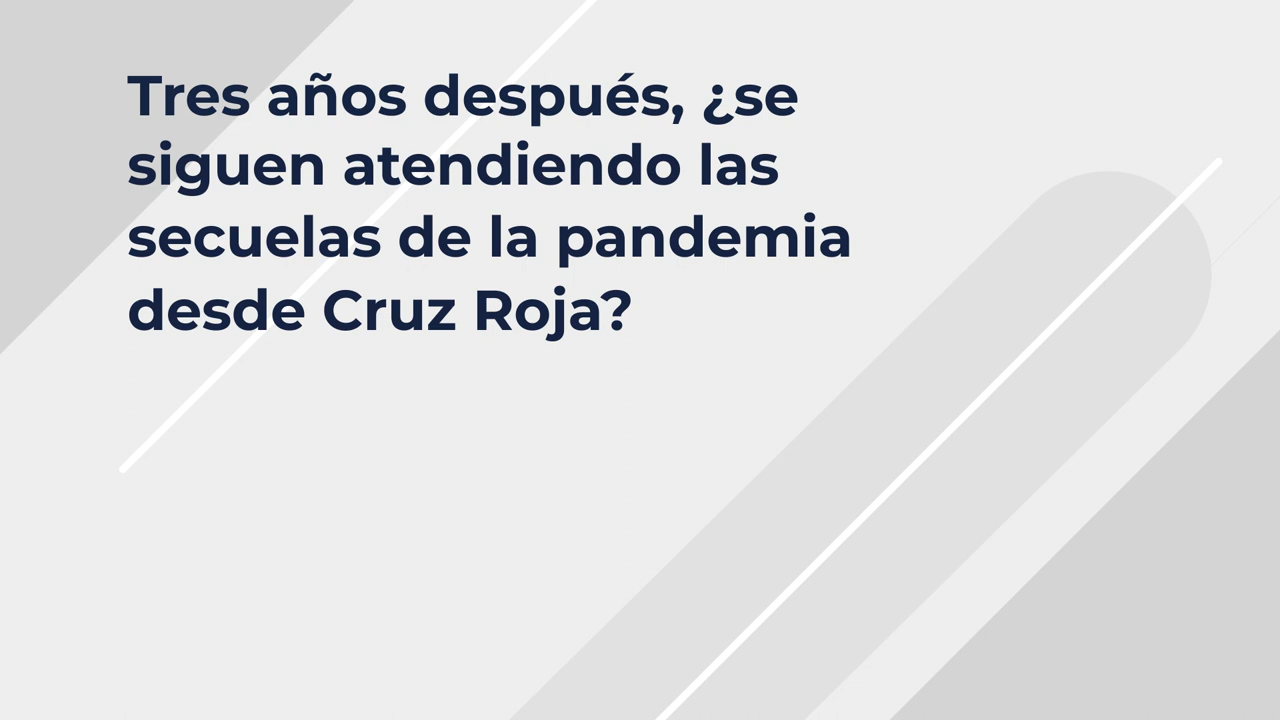 Tres años después, ¿se
siguen atendiendo las
secuelas de la pandemia
desde Cruz Roja?